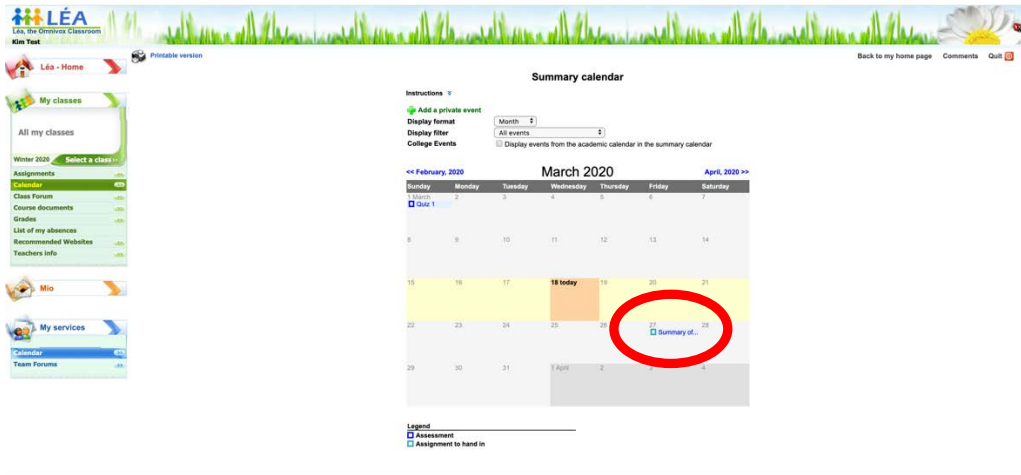 LÉA
Léa, the Omnivox Classroom
Kim Test
Printable version
Back to my home page Comments Quit
Léa - Home
My classes
All my classes
Winter 2020 Select a class
Assignments
Calendar
Class Forum
Course documents
Grades
List of my absences
Recommended Websites
Teachers info
Mio
My services
Calendar
Team Forums
Summary calendar
Instructions
Add a private event
Display format Month
Display filter All events
College Events Display events from the academic calendar in the summary calendar
<< February, 2020 March 2020 April, 2020 >>
Sunday Monday Tuesday Wednesday Thursday Friday Saturday
1 March 2 3 4 5 6 7
Quiz 1
8 9 10 11 12 13 14
15 16 17 18 today 19 20 21
22 23 24 25 26 27 28
Summary of...
29 30 31 1 April 2 3 4
Legend
Assessment
Assignment to hand in